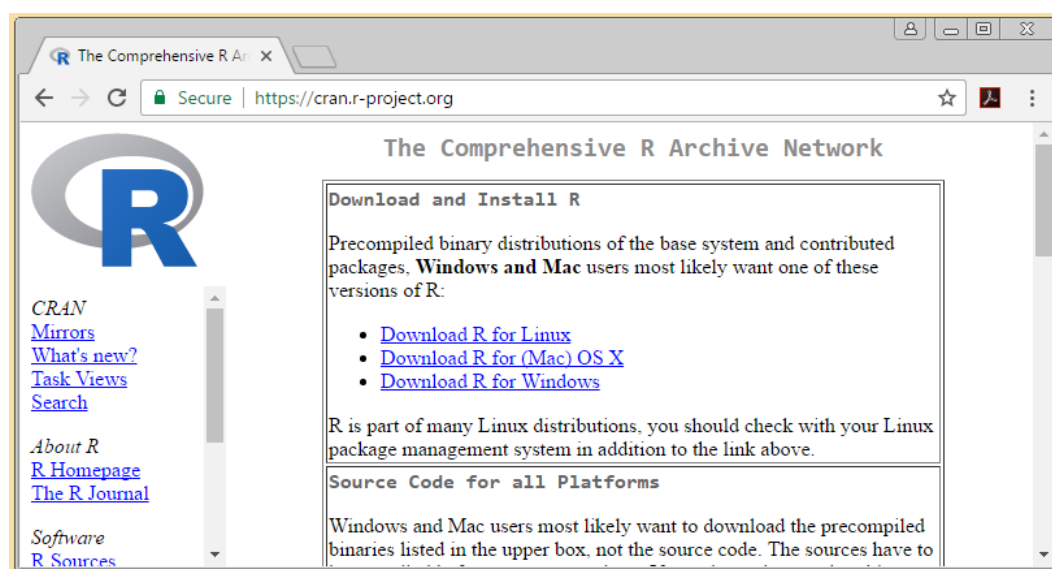 The Comprehensive R Ar
Secure | https://cran.r-project.org
R
CRAN
Mirrors
What's new?
Task Views
Search
About R
R Homepage
The R Journal
Software
R Sources
The Comprehensive R Archive Network
Download and Install R
Precompiled binary distributions of the base system and contributed
packages, Windows and Mac users most likely want one of these
versions of R:
• Download R for Linux
• Download R for (Mac) OS X
• Download R for Windows
R is part of many Linux distributions, you should check with your Linux
package management system in addition to the link above.
Source Code for all Platforms
Windows and Mac users most likely want to download the precompiled
binaries listed in the upper box, not the source code. The sources have to